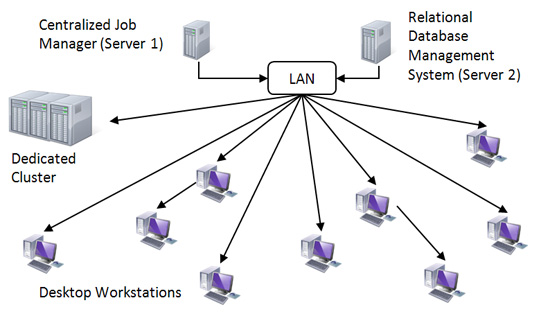 Centralized Job
Manager (Server 1)
Relational
Database
Management
System (Server 2)
LAN
Dedicated
Cluster
Desktop Workstations